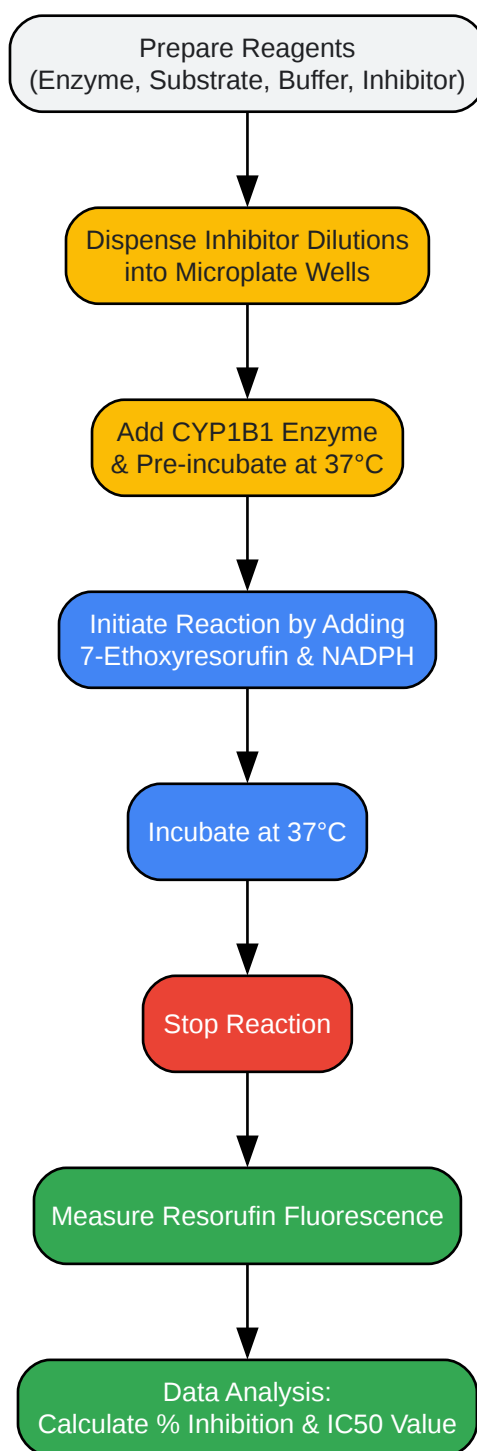 Prepare Reagents
(Enzyme, Substrate, Buffer, Inhibitor)
Dispense Inhibitor Dilutions
into Microplate Wells
Add CYP1B1 Enzyme
& Pre-incubate at 37°C
Initiate Reaction by Adding
7-Ethoxyresorufin & NADPH
Incubate at 37°C
Stop Reaction
Measure Resorufin Fluorescence
Data Analysis:
Calculate % Inhibition & IC50 Value